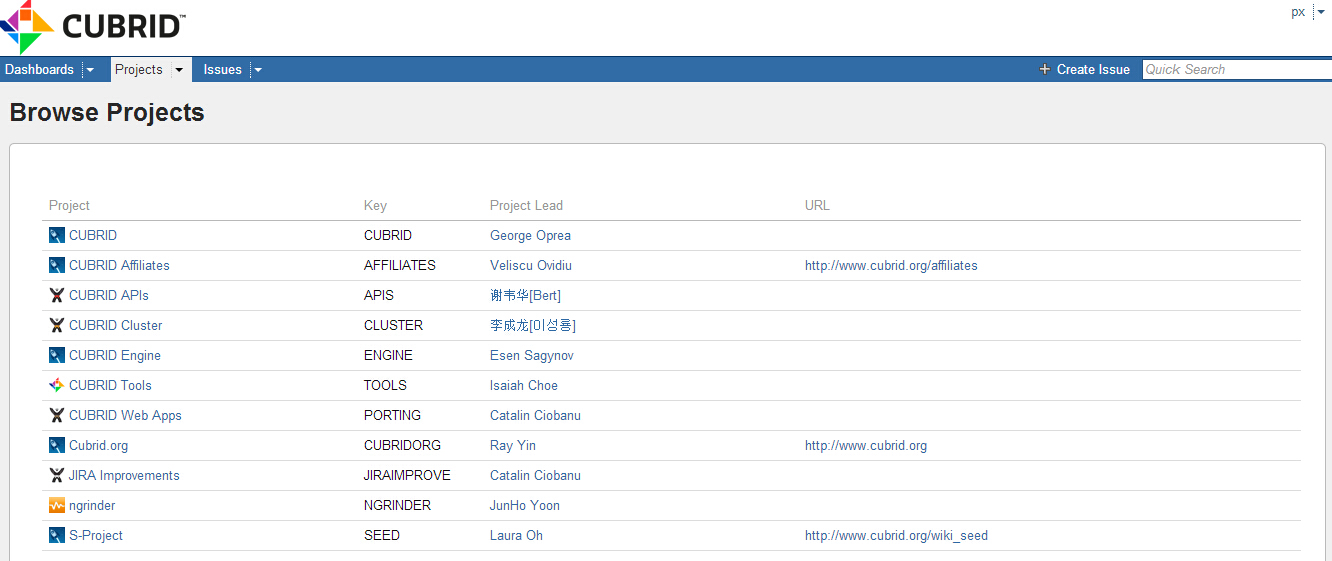 CUBRID™
px
Dashboards Projects Issues Create Issue Quick Search
Browse Projects
Project Key Project Lead URL
CUBRID CUBRID George Oprea
CUBRID Affiliates AFFILIATES Veliscu Ovidiu http://www.cubrid.org/affiliates
CUBRID APIs APIS 谢韦华[Bert]
CUBRID Cluster CLUSTER 李成龙[이성룡]
CUBRID Engine ENGINE Esen Sagynov
CUBRID Tools TOOLS Isaiah Choe
CUBRID Web Apps PORTING Catalin Ciobanu
Cubrid.org CUBRIDORG Ray Yin http://www.cubrid.org
JIRA Improvements JIRAIMPROVE Catalin Ciobanu
ngrinder NGRINDER JunHo Yoon
S-Project SEED Laura Oh http://www.cubrid.org/wiki_seed